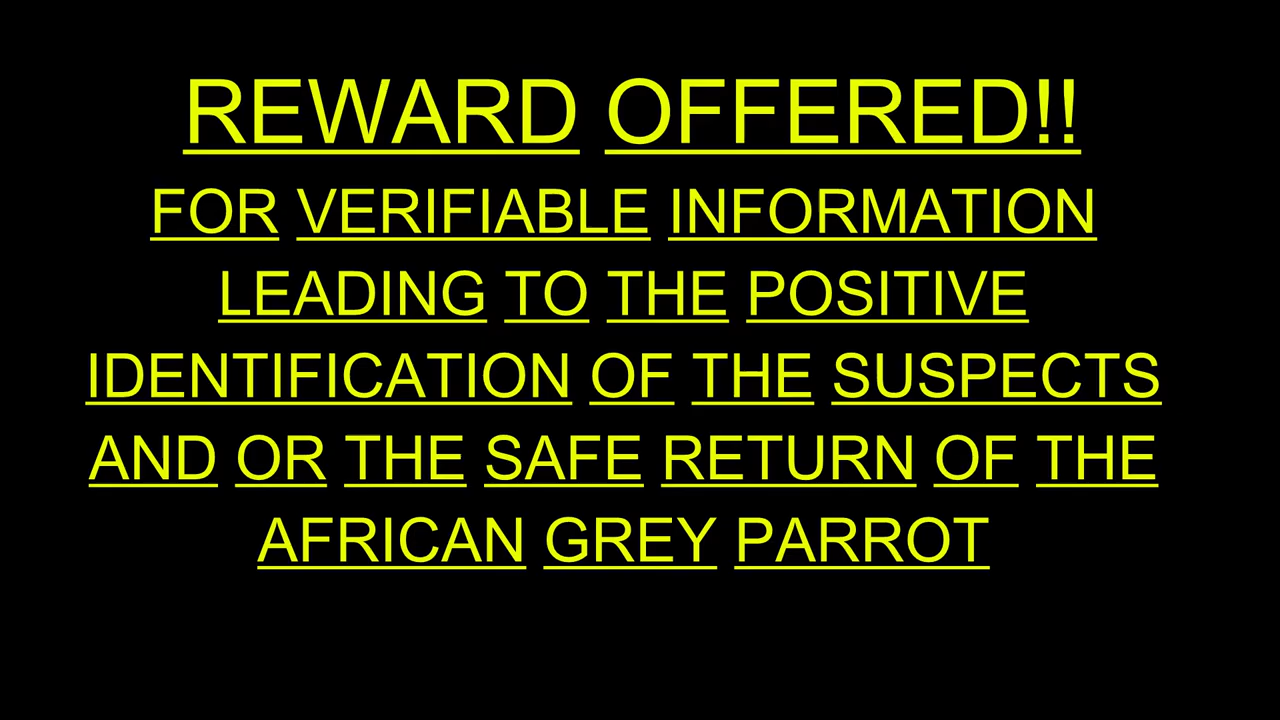 REWARD OFFERED!!
FOR VERIFIABLE INFORMATION
LEADING TO THE POSITIVE
IDENTIFICATION OF THE SUSPECTS
AND OR THE SAFE RETURN OF THE
AFRICAN GREY PARROT